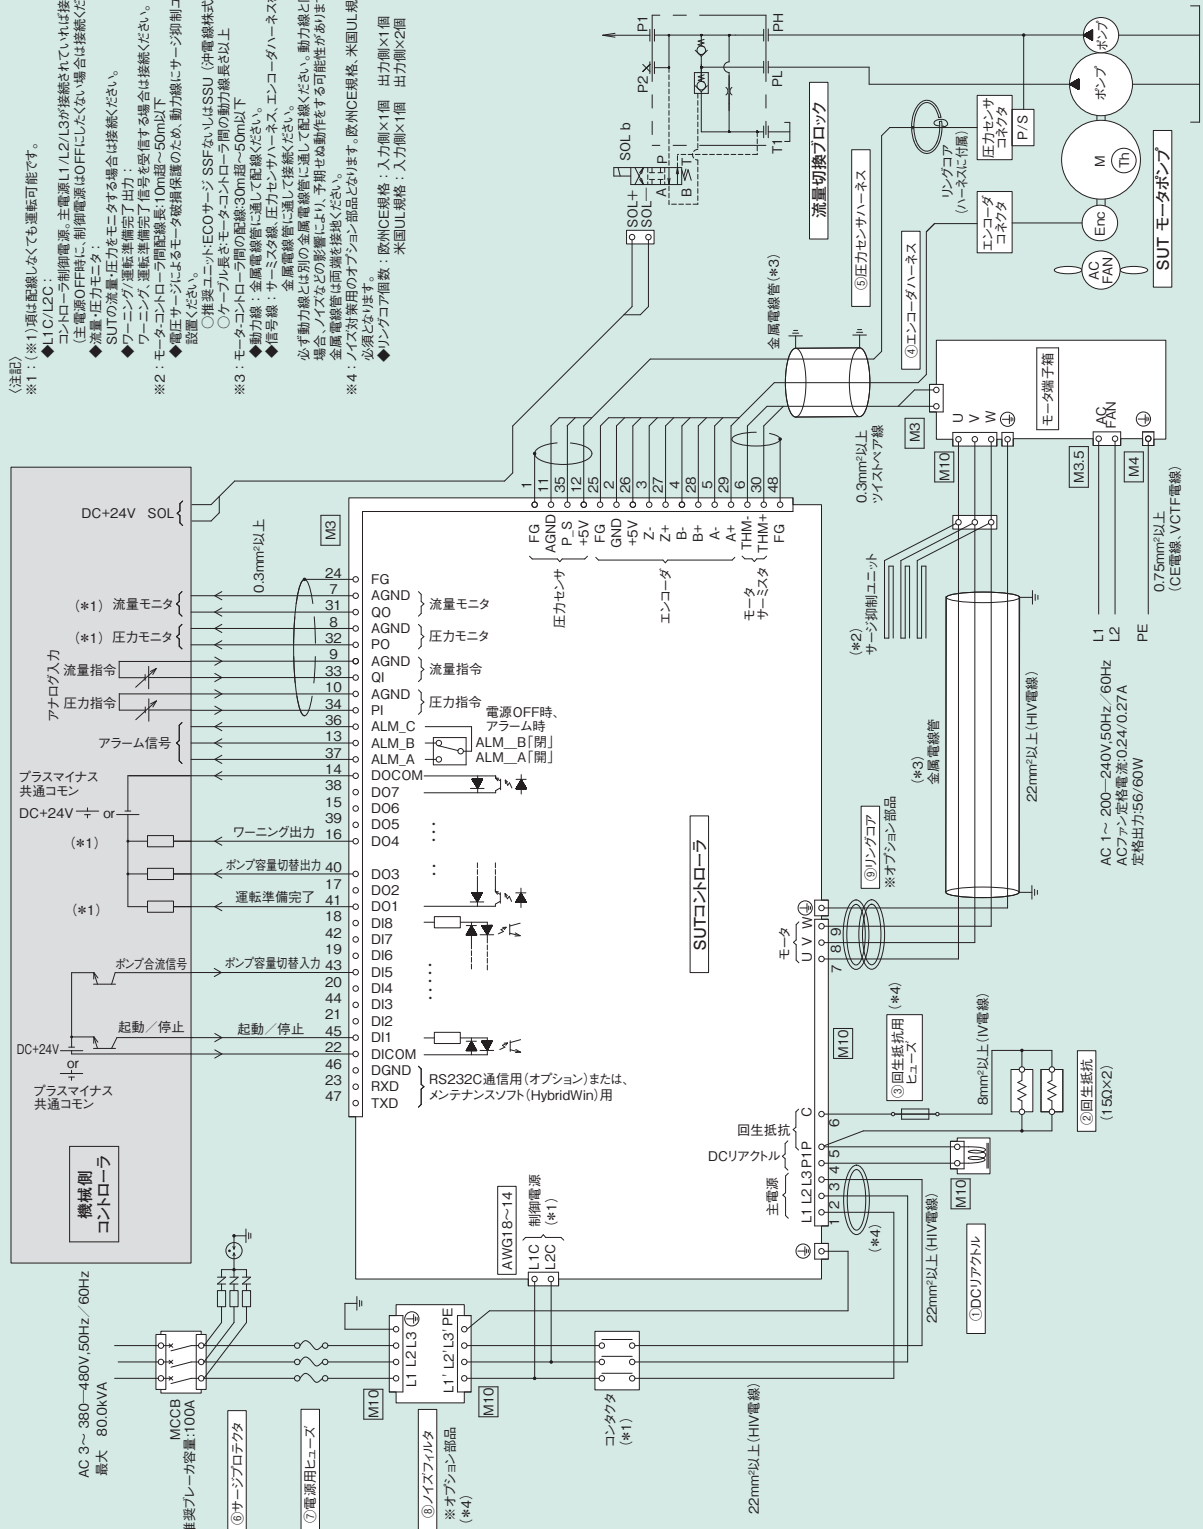 〈注記〉
※1：(※1)項は配線しなくても運転可能です。
◆L1C/L2C：
コントローラ制御電源。主電源L1/L2/L3が接続されていれば接
(主電源OFF時に、制御電源はOFFにしたくない場合は接続くだ
◆流量・圧力モニタ：
SUTの流量・圧力をモニタする場合は接続ください。
◆ワーニング/運転準備完了出力：
ワーニング、運転準備完了信号を受信する場合は接続ください。
※2：モータ-コントローラ間配線長:10m超～50m以下
◆電圧サージによるモータ破損保護のため、動力線にサージ抑制ユ
設置ください。
○推奨ユニット:ECOサージ SSFないしはSSU（沖電線株式
○ケーブル長さ:モータ-コントローラ間の動力線長さ以上
※3：モータ-コントローラ間の配線:30m超～50m以下
◆動力線：金属電線管に通して配線ください。
◆信号線：サーミスタ線、圧力センサハーネス、エンコーダハーネスを
金属電線管に通して接続ください。
必ず動力線とは別の金属電線管に通して配線ください。動力線と
場合、ノイズなどの影響により、予期せぬ動作をする可能性がありま
金属電線管は両端を接地ください。
※4：ノイズ対策用のオプション部品となります。欧州CE規格、米国UL規
必須となります。
◆リングコア個数：欧州CE規格：入力側×1個 出力側×1個
米国UL規格：入力側×1個 出力側×2個
P1
P2
PH
PL
T1
SOL b
A
P
B
T
SOL+
SOL-
流量切換ブロック
⑤圧力センサハーネス
リングコア
(ハーネスに付属)
圧力センサ
コネクタ
P/S
ポンプ
ポンプ
M
Th
Enc
エンコーダ
コネクタ
AC
FAN
SUT モータポンプ
④エンコーダハーネス
金属電線管(*3)
0.3mm²以上
ツイストペア線
M3
M10
U
V
W
モータ端子箱
AC
FAN
M3.5
M4
L1
L2
PE
0.75mm²以上
(CE電線、VCTF電線)
AC 1～ 200―240V,50Hz／60Hz
ACファン定格電流:0.24/0.27A
定格出力:56/60W
(*2)
サージ抑制ユニット
(*3)
金属電線管
22mm²以上(HIV電線)
⑨リングコア
※オプション部品
(*4)
DC+24V SOL
0.3mm²以上
M3
(*1) 流量モニタ
(*1) 圧力モニタ
アナログ入力
流量指令
圧力指令
アラーム信号
プラスマイナス
共通コモン
DC+24V or
(*1)
(*1)
ワーニング出力
ポンプ容量切替出力
運転準備完了
ポンプ合流信号
ポンプ容量切替入力
起動／停止
起動／停止
DC+24V
or
プラスマイナス
共通コモン
機械側
コントローラ
24 FG
7 AGND
31 QO
流量モニタ
8 AGND
32 PO
圧力モニタ
9 AGND
33 QI
流量指令
10 AGND
34 PI
圧力指令
36 ALM_C
13 ALM_B
37 ALM_A
電源OFF時、
アラーム時
ALM＿B「閉」
ALM＿A「開」
14 DOCOM
38 DO7
15 DO6
39 DO5
16 DO4
40 DO3
17 DO2
41 DO1
18 DI8
42 DI7
19 DI6
43 DI5
20 DI4
44 DI3
21 DI2
45 DI1
22 DICOM
46 DGND
23 RXD
47 TXD
RS232C通信用(オプション)または、
メンテナンスソフト(HybridWin)用
1 FG
11 AGND
35 P_S
12 +5V
圧力センサ
25 FG
2 GND
26 +5V
3 Z-
27 Z+
4 B-
28 B+
5 A-
29 A+
エンコーダ
6 THM-
30 THM+
48 FG
モータ
サーミスタ
SUTコントローラ
モータ
U V W
7 8 9
M10
③回生抵抗用
ヒューズ
8mm²以上(IV電線)
②回生抵抗
(15Ω×2)
C
6
回生抵抗
P
5
DCリアクトル
P1
4
主電源
L1 L2 L3
1 2 3
(*4)
M10
①DCリアクトル
22mm²以上(HIV電線)
AWG18～14
制御電源
(*1)
L1C
L2C
AC 3～ 380―480V,50Hz／60Hz
最大 80.0kVA
MCCB
推奨ブレーカ容量:100A
⑥サージプロテクタ
⑦電源用ヒューズ
M10
L1 L2 L3
L1' L2' L3' PE
M10
⑧ノイズフィルタ
※オプション部品
(*4)
コンタクタ
(*1)
22mm²以上(HIV電線)